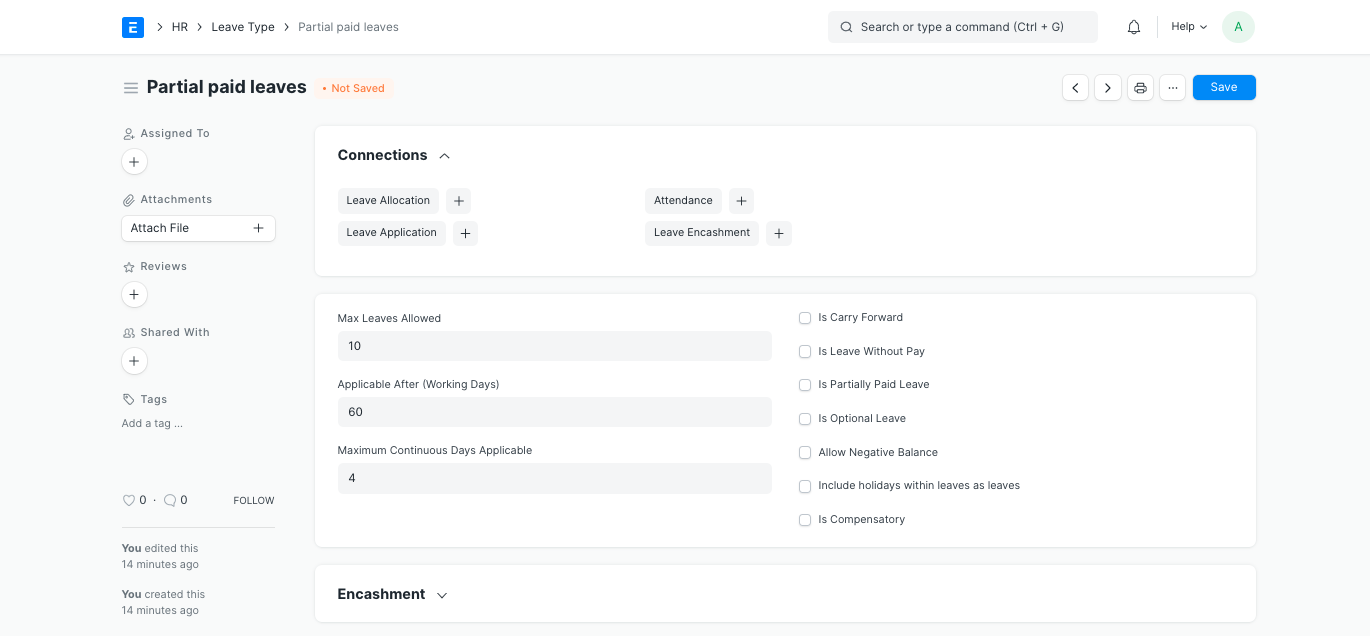 E HR Leave Type Partial paid leaves Search or type a command (Ctrl + G) Help A
Partial paid leaves • Not Saved ... Save
Assigned To
Attachments
Attach File
Reviews
Shared With
Tags
Add a tag ...
0 · 0 FOLLOW
You edited this
14 minutes ago
You created this
14 minutes ago
Connections
Leave Allocation + Attendance +
Leave Application + Leave Encashment +
Max Leaves Allowed
10
Applicable After (Working Days)
60
Maximum Continuous Days Applicable
4
Is Carry Forward
Is Leave Without Pay
Is Partially Paid Leave
Is Optional Leave
Allow Negative Balance
Include holidays within leaves as leaves
Is Compensatory
Encashment